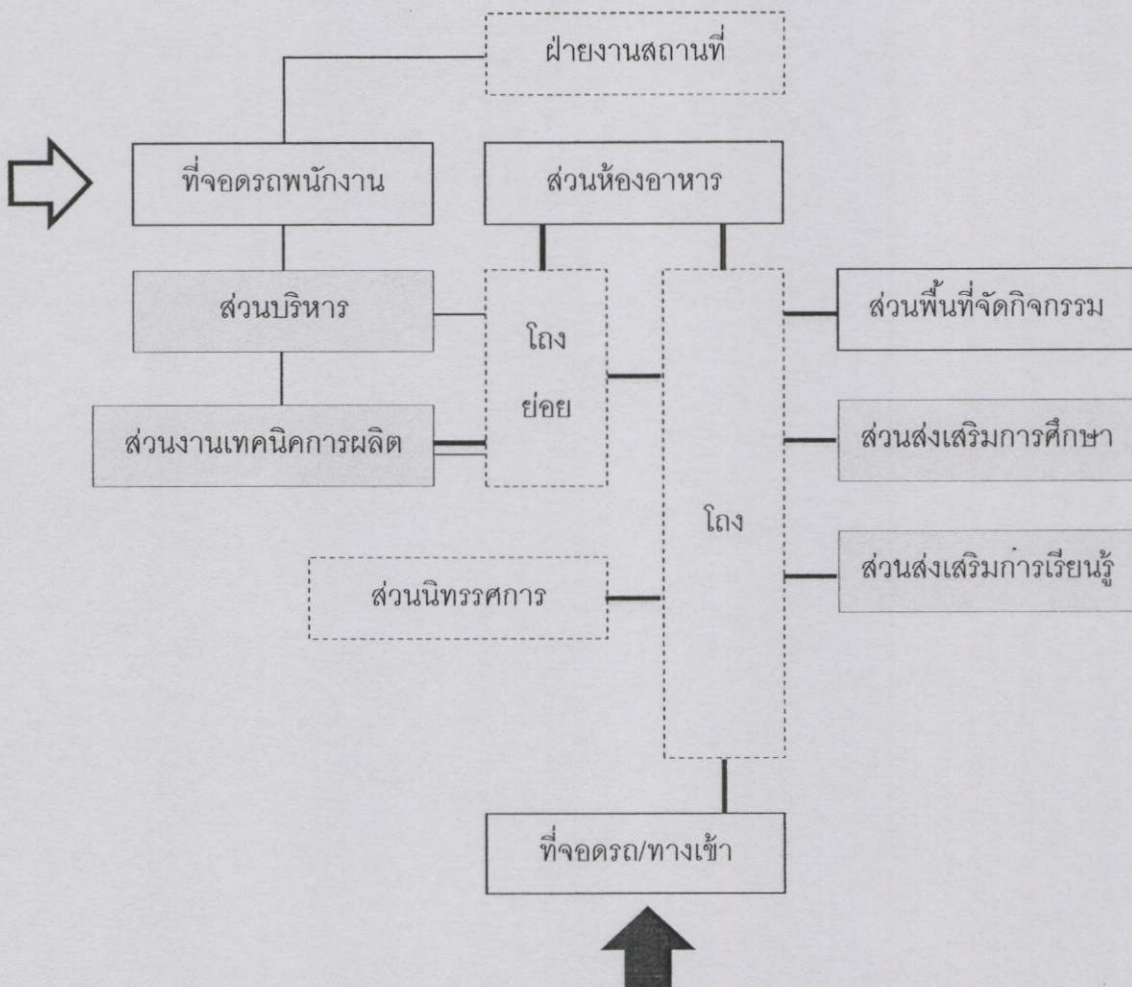 ฝ่ายงานสถานที่
ที่จอดรถพนักงาน
ส่วนห้องอาหาร
ส่วนบริหาร
โถง
ย่อย
ส่วนพื้นที่จัดกิจกรรม
ส่วนงานเทคนิคการผลิต
ส่วนส่งเสริมการศึกษา
โถง
ส่วนนิทรรศการ
ส่วนส่งเสริมการเรียนรู้
ที่จอดรถ/ทางเข้า